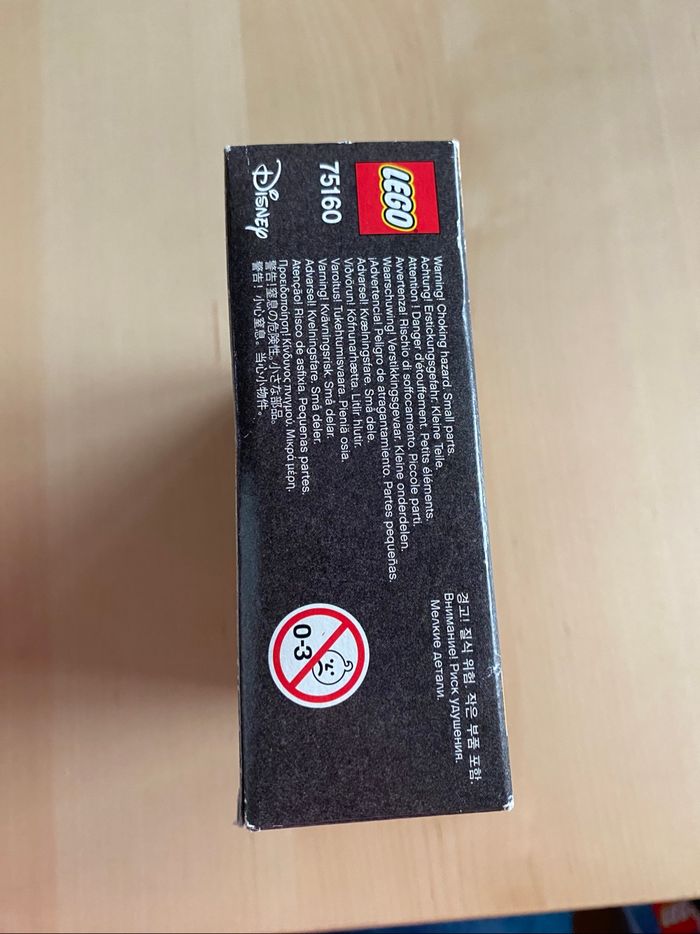 LEGO
75160
Disney
Warning! Choking hazard. Small parts.
Achtung! Erstickungsgefahr. Kleine Teile.
Attention ! Danger d'étouffement. Petits éléments.
Avvertenza! Rischio di soffocamento. Piccole parti.
Waarschuwing! Verstikkingsgevaar. Kleine onderdelen.
¡Advertencia! Peligro de atragantamiento. Partes pequeñas.
Advarsel! Kvælningsfare. Små dele.
Viðvörun! Köfnunarhætta. Litlir hlutir.
Varoitus! Tukehtumisvaara. Pieniä osia.
Varning! Kvävningsrisk. Små delar.
Advarsel! Kvelningsfare. Små deler.
Atenção! Risco de asfixia. Pequenas partes.
Προειδοποίηση! Κίνδυνος πνιγμού. Μικρά μέρη.
警告!窒息の危険性。小さな部品。
警告! 小心窒息。当心小物件。
경고! 질식 위험. 작은 부품 포함.
Внимание! Риск удушения.
Мелкие детали.
0-3